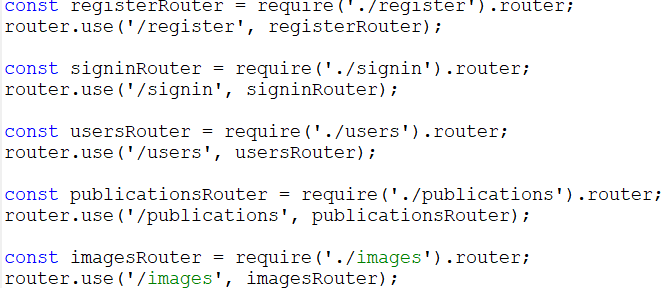 const registerRouter = require('./register').router;
router.use('/register', registerRouter);
const signinRouter = require('./signin').router;
router.use('/signin', signinRouter);
const usersRouter = require('./users').router;
router.use('/users', usersRouter);
const publicationsRouter = require('./publications').router;
router.use('/publications', publicationsRouter);
const imagesRouter = require('./images').router;
router.use('/images', imagesRouter);